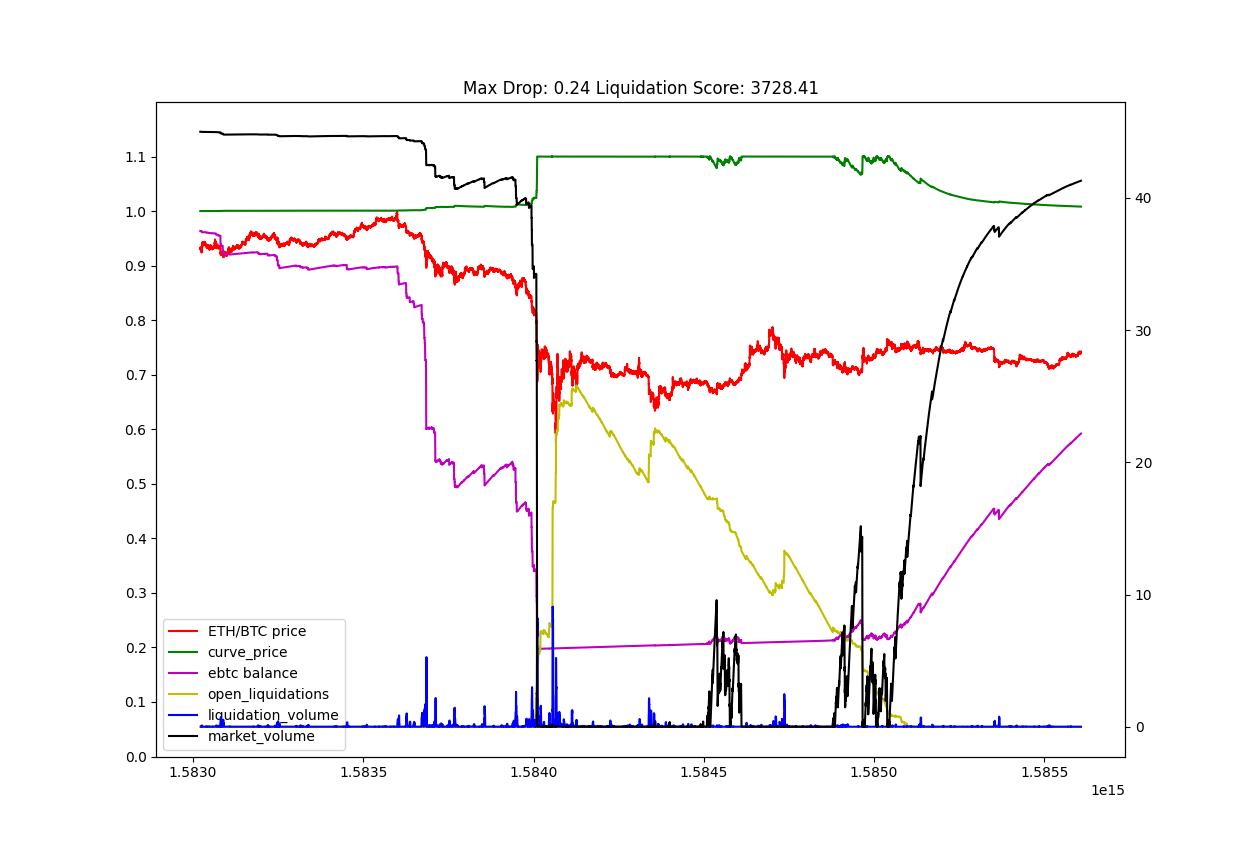 Max Drop: 0.24 Liquidation Score: 3728.41
1.1
1.0
0.9
0.8
0.7
0.6
0.5
0.4
0.3
0.2
0.1
0.0
40
30
20
10
0
ETH/BTC price
curve_price
ebtc balance
open_liquidations
liquidation_volume
market_volume
1.5830 1.5835 1.5840 1.5845 1.5850 1.5855
1e15